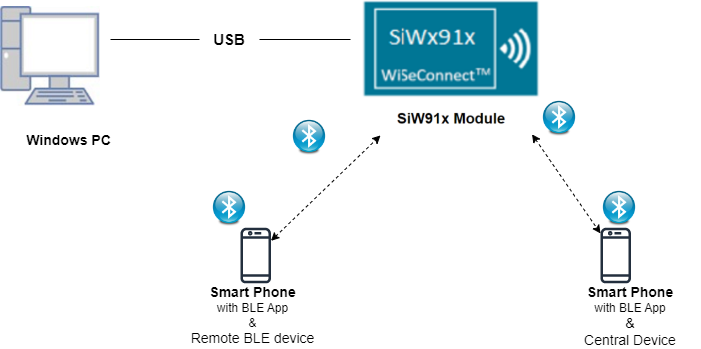 SiWx91x
WiSeConnect™
USB
SiW91x Module
Windows PC
Smart Phone
with BLE App
&
Remote BLE device
Smart Phone
with BLE App
&
Central Device